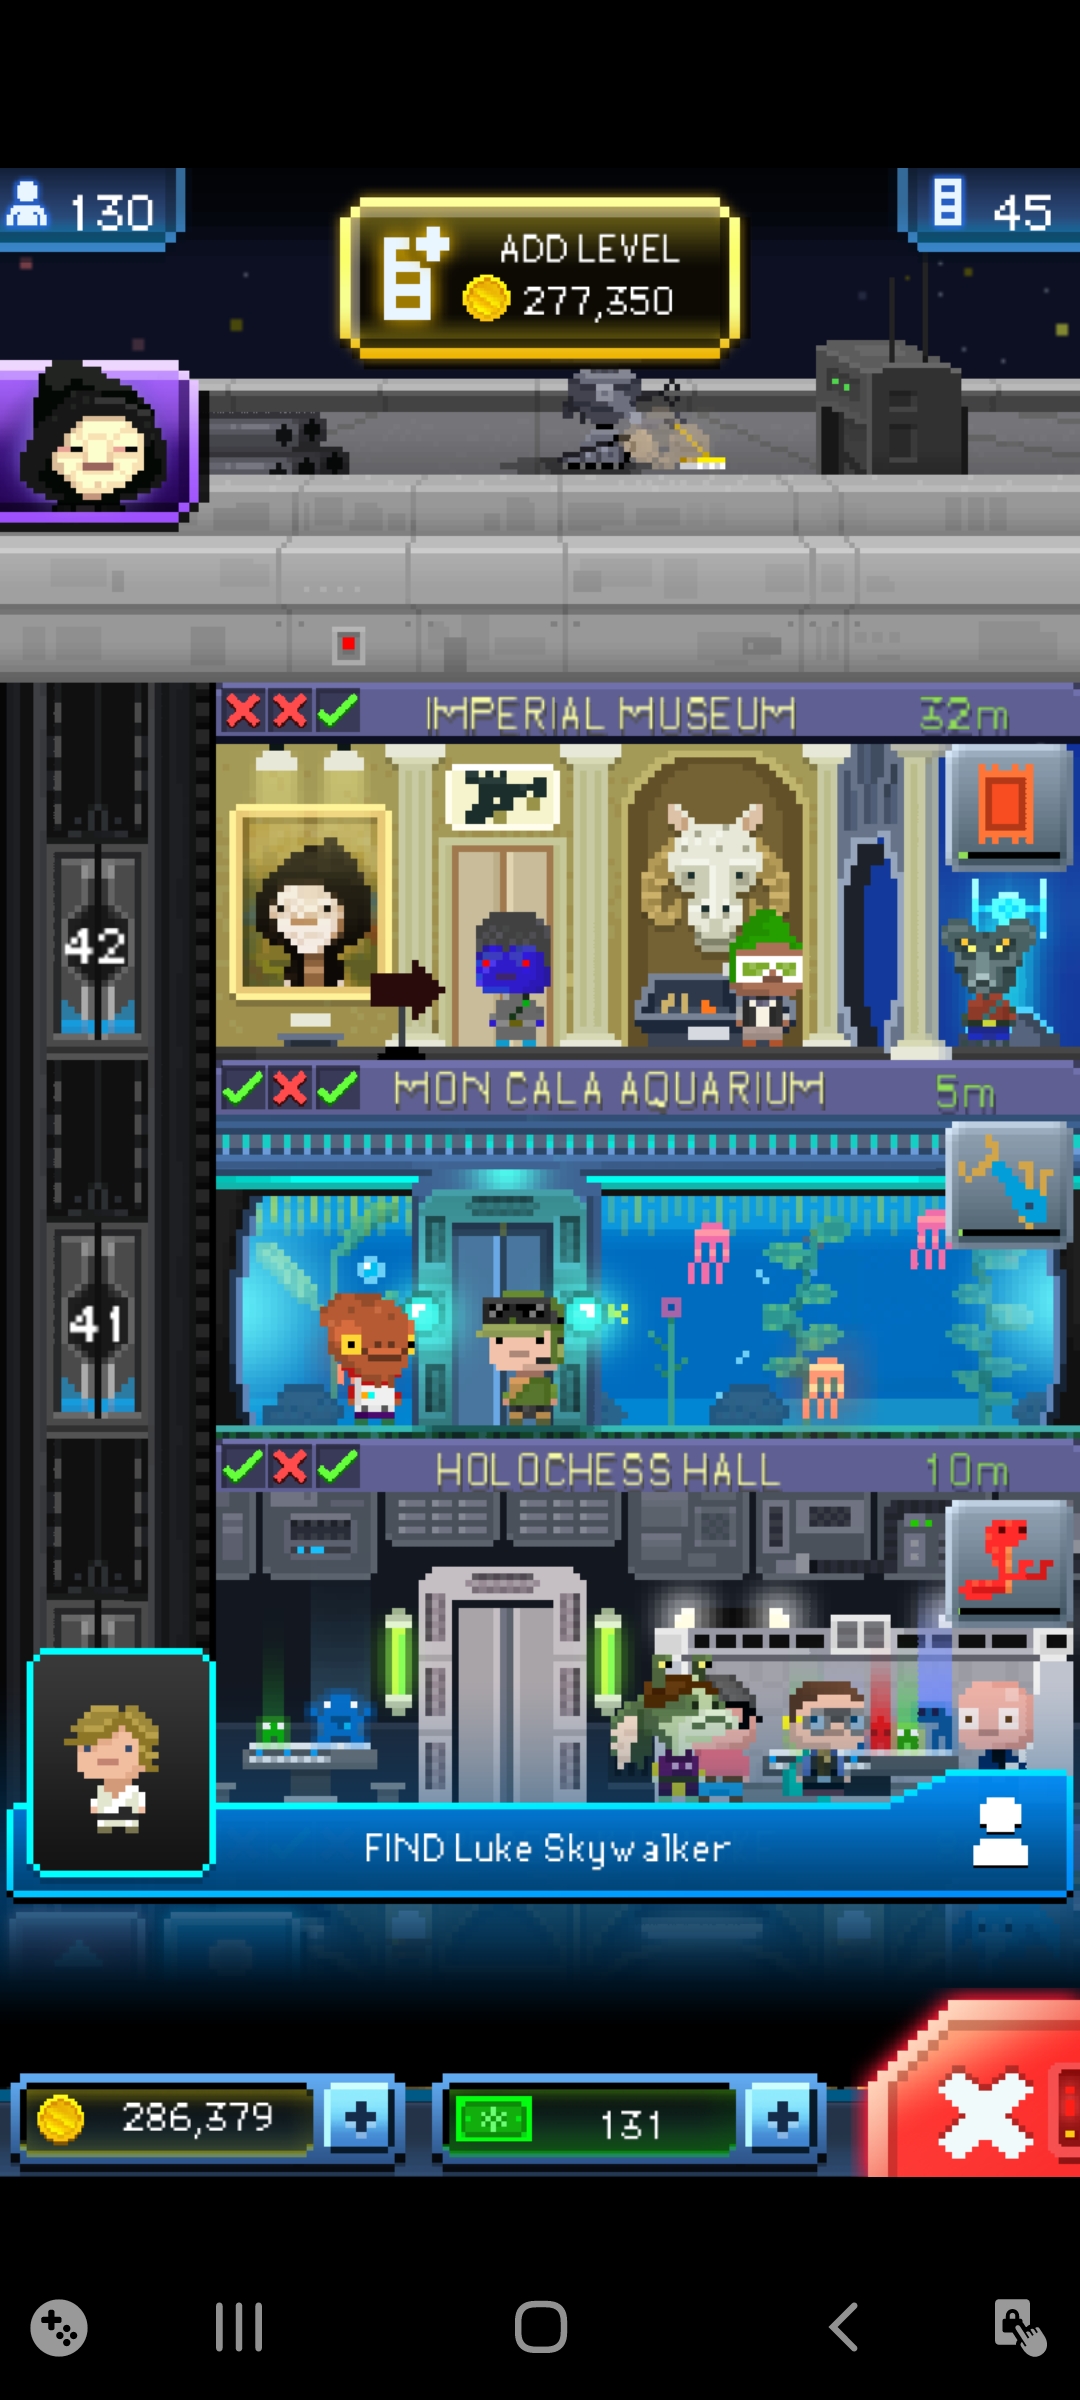 130
ADD LEVEL
277,350
45
IMPERIAL MUSEUM 32m
42
MON CALA AQUARIUM 5m
41
HOLOCHESS HALL 10m
FIND Luke Skywalker
286,379
131